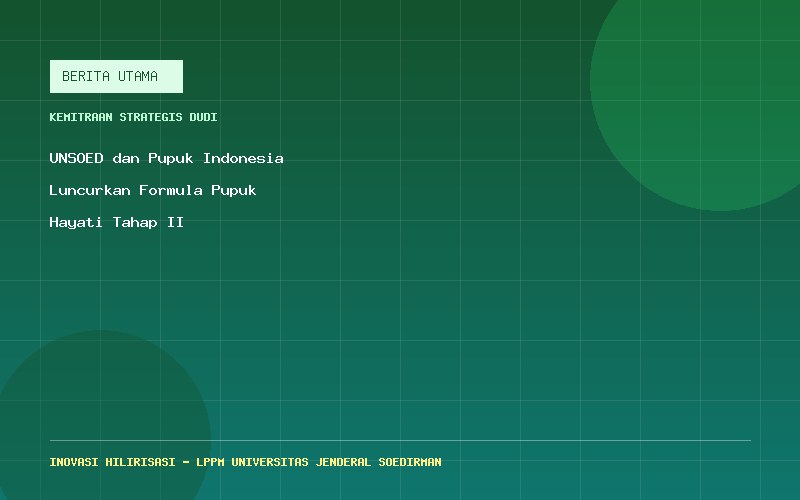 BERITA UTAMA
KEMITRAAN STRATEGIS DUDI
UNSOED dan Pupuk Indonesia
Luncurkan Formula Pupuk
Hayati Tahap II
INOVASI HILIRISASI - LPPM UNIVERSITAS JENDERAL SOEDIRMAN